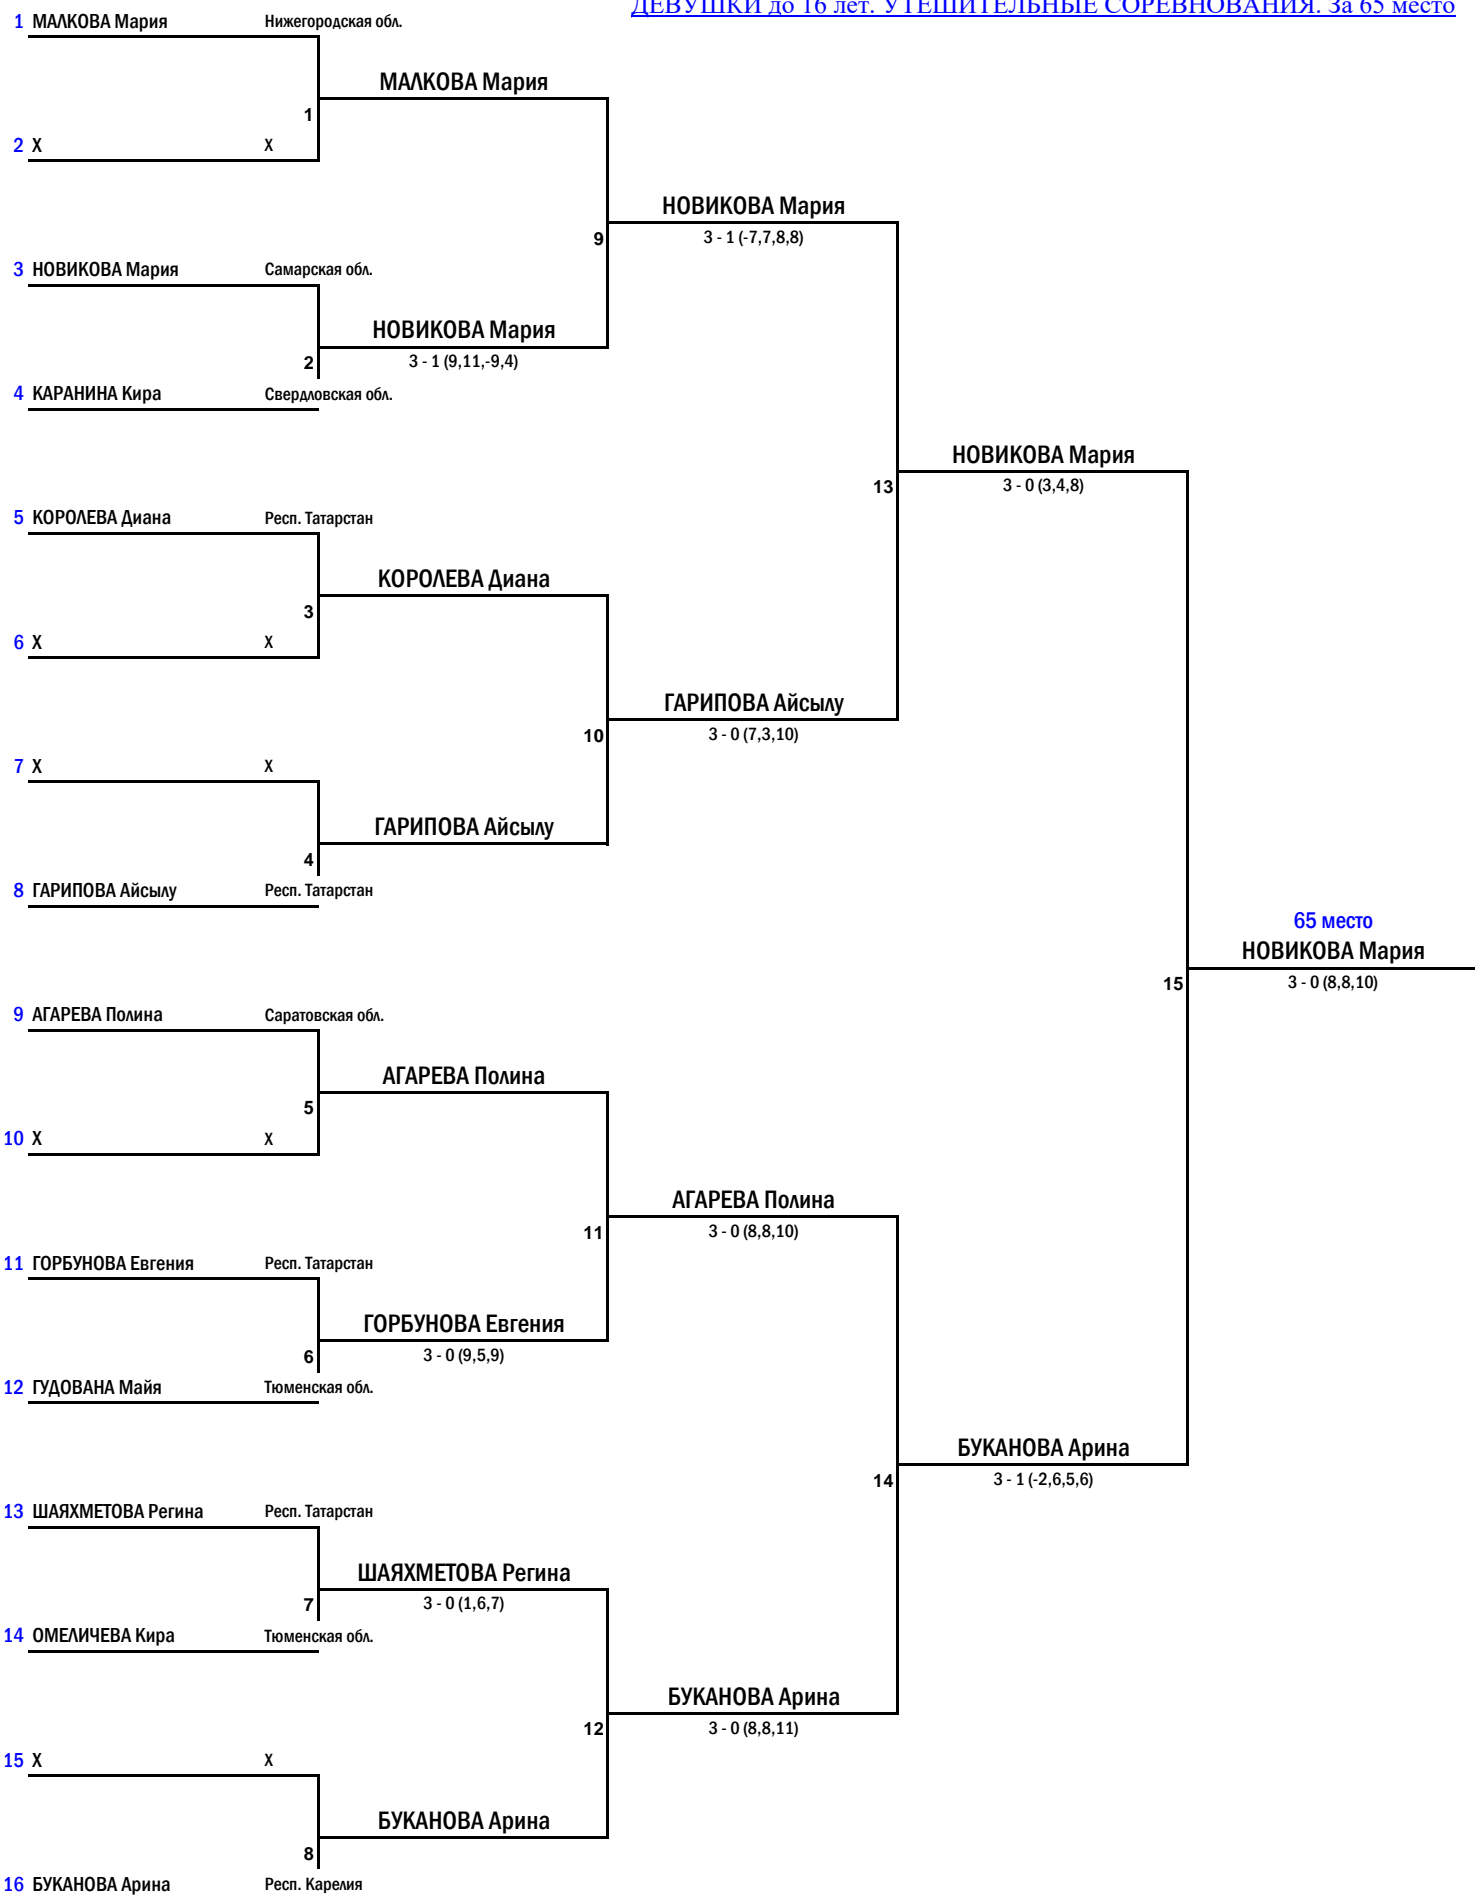 ДЕВУШКИ до 16 лет. УТЕШИТЕЛЬНЫЕ СОРЕВНОВАНИЯ. За 65 место
1 МАЛКОВА Мария Нижегородская обл.
МАЛКОВА Мария
1
2 X X
НОВИКОВА Мария
9 3 - 1 (-7,7,8,8)
3 НОВИКОВА Мария Самарская обл.
НОВИКОВА Мария
2 3 - 1 (9,11,-9,4)
4 КАРАНИНА Кира Свердловская обл.
НОВИКОВА Мария
13 3 - 0 (3,4,8)
5 КОРОЛЕВА Диана Респ. Татарстан
КОРОЛЕВА Диана
3
6 X X
ГАРИПОВА Айсылу
10 3 - 0 (7,3,10)
7 X X
ГАРИПОВА Айсылу
4
8 ГАРИПОВА Айсылу Респ. Татарстан
65 место
НОВИКОВА Мария
15 3 - 0 (8,8,10)
9 АГАРЕВА Полина Саратовская обл.
АГАРЕВА Полина
5
10 X X
АГАРЕВА Полина
11 3 - 0 (8,8,10)
11 ГОРБУНОВА Евгения Респ. Татарстан
ГОРБУНОВА Евгения
6 3 - 0 (9,5,9)
12 ГУДОВАНА Майя Тюменская обл.
БУКАНОВА Арина
14 3 - 1 (-2,6,5,6)
13 ШАЯХМЕТОВА Регина Респ. Татарстан
ШАЯХМЕТОВА Регина
7 3 - 0 (1,6,7)
14 ОМЕЛИЧЕВА Кира Тюменская обл.
БУКАНОВА Арина
12 3 - 0 (8,8,11)
15 X X
БУКАНОВА Арина
8
16 БУКАНОВА Арина Респ. Карелия